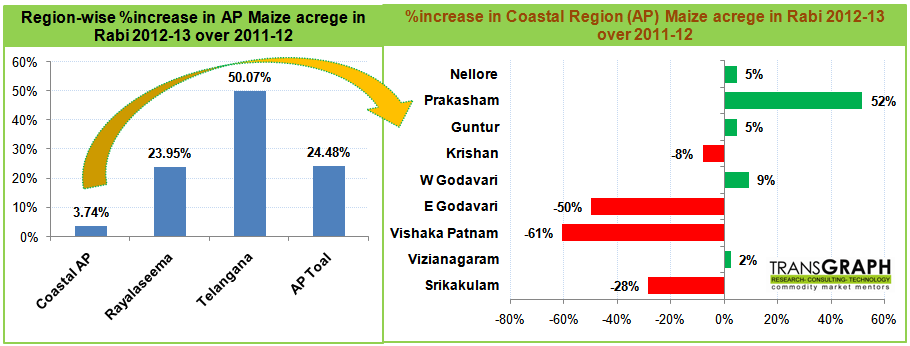 Region-wise %increase in AP Maize acrege in
Rabi 2012-13 over 2011-12
60%
50%
40%
30%
20%
10%
0%
3.74%
23.95%
50.07%
24.48%
Coastal AP
Rayalaseema
Telangana
AP Toal
%increase in Coastal Region (AP) Maize acrege in Rabi 2012-13
over 2011-12
Nellore 5%
Prakasham 52%
Guntur 5%
Krishan -8%
W Godavari 9%
E Godavari -50%
Vishaka Patnam -61%
Vizianagaram 2%
Srikakulam -28%
-80% -60% -40% -20% 0% 20% 40% 60%
TRANSGRAPH
RESEARCH-CONSULTING-TECHNOLOGY
commodity market mentors